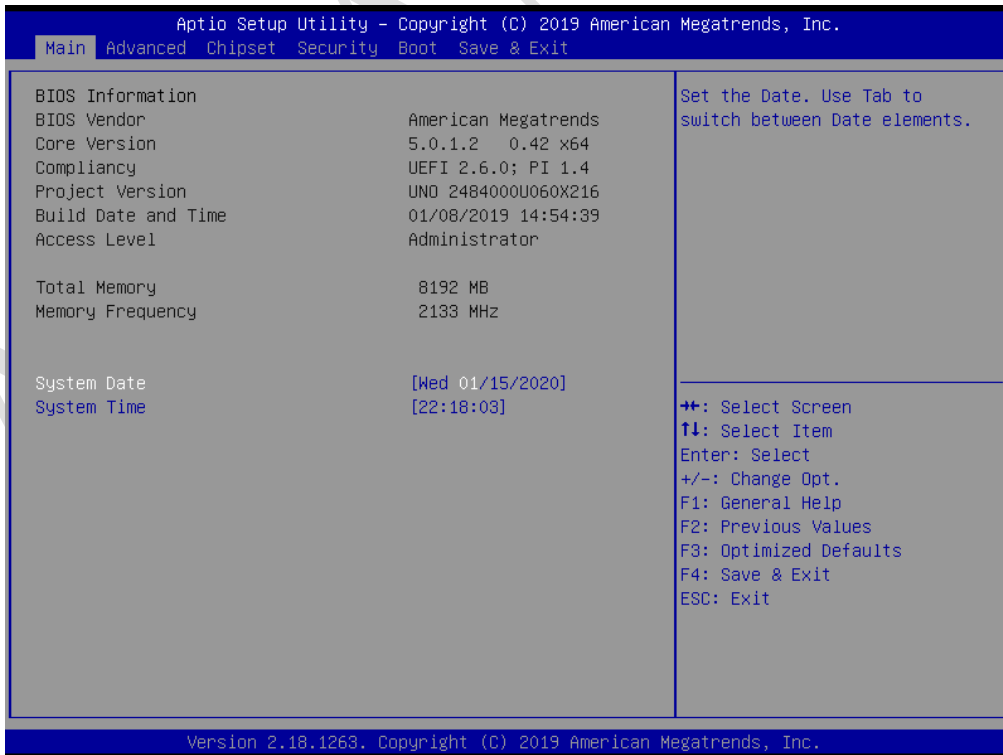 Aptio Setup Utility – Copyright (C) 2019 American Megatrends, Inc.
Main Advanced Chipset Security Boot Save & Exit
BIOS Information
BIOS Vendor American Megatrends
Core Version 5.0.1.2 0.42 x64
Compliancy UEFI 2.6.0; PI 1.4
Project Version UNO 2484000U060X216
Build Date and Time 01/08/2019 14:54:39
Access Level Administrator
Total Memory 8192 MB
Memory Frequency 2133 MHz
System Date [Wed 01/15/2020]
System Time [22:18:03]
Set the Date. Use Tab to
switch between Date elements.
→←: Select Screen
↑↓: Select Item
Enter: Select
+/-: Change Opt.
F1: General Help
F2: Previous Values
F3: Optimized Defaults
F4: Save & Exit
ESC: Exit
Version 2.18.1263. Copyright (C) 2019 American Megatrends, Inc.